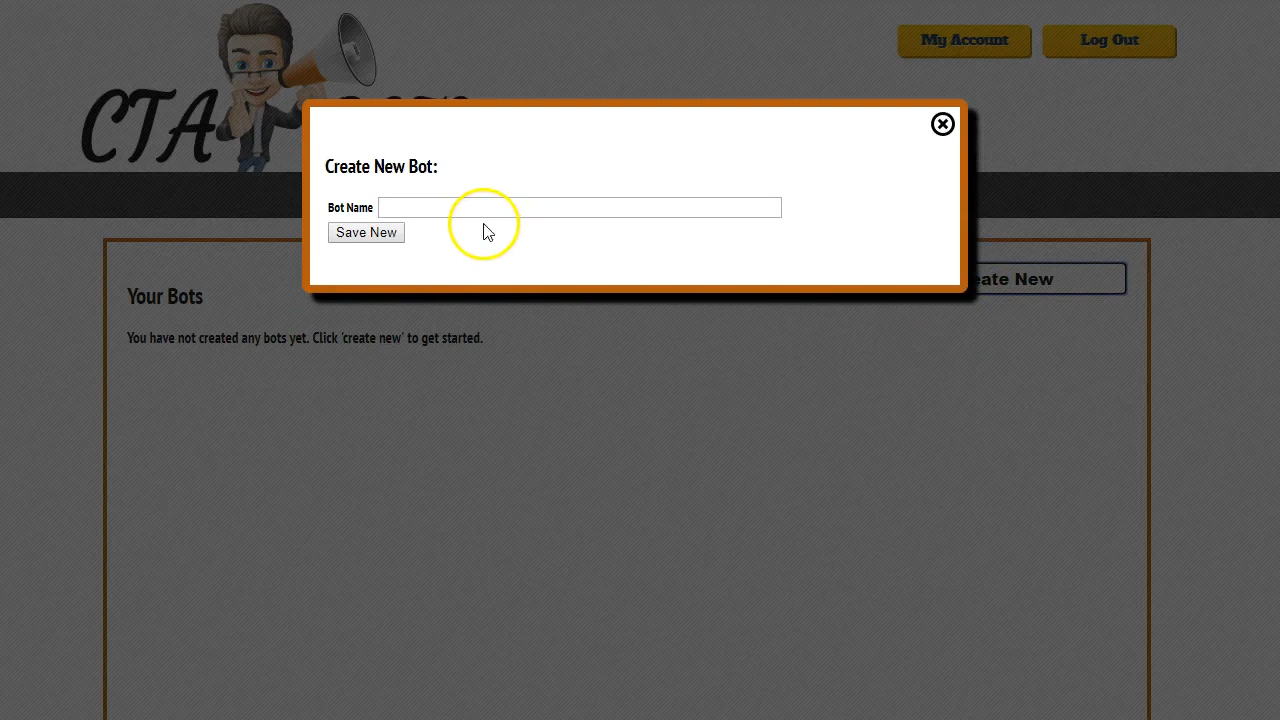 My Account
Log Out
CTA
Create New Bot:
Bot Name
Save New
eate New
Your Bots
You have not created any bots yet. Click 'create new' to get started.